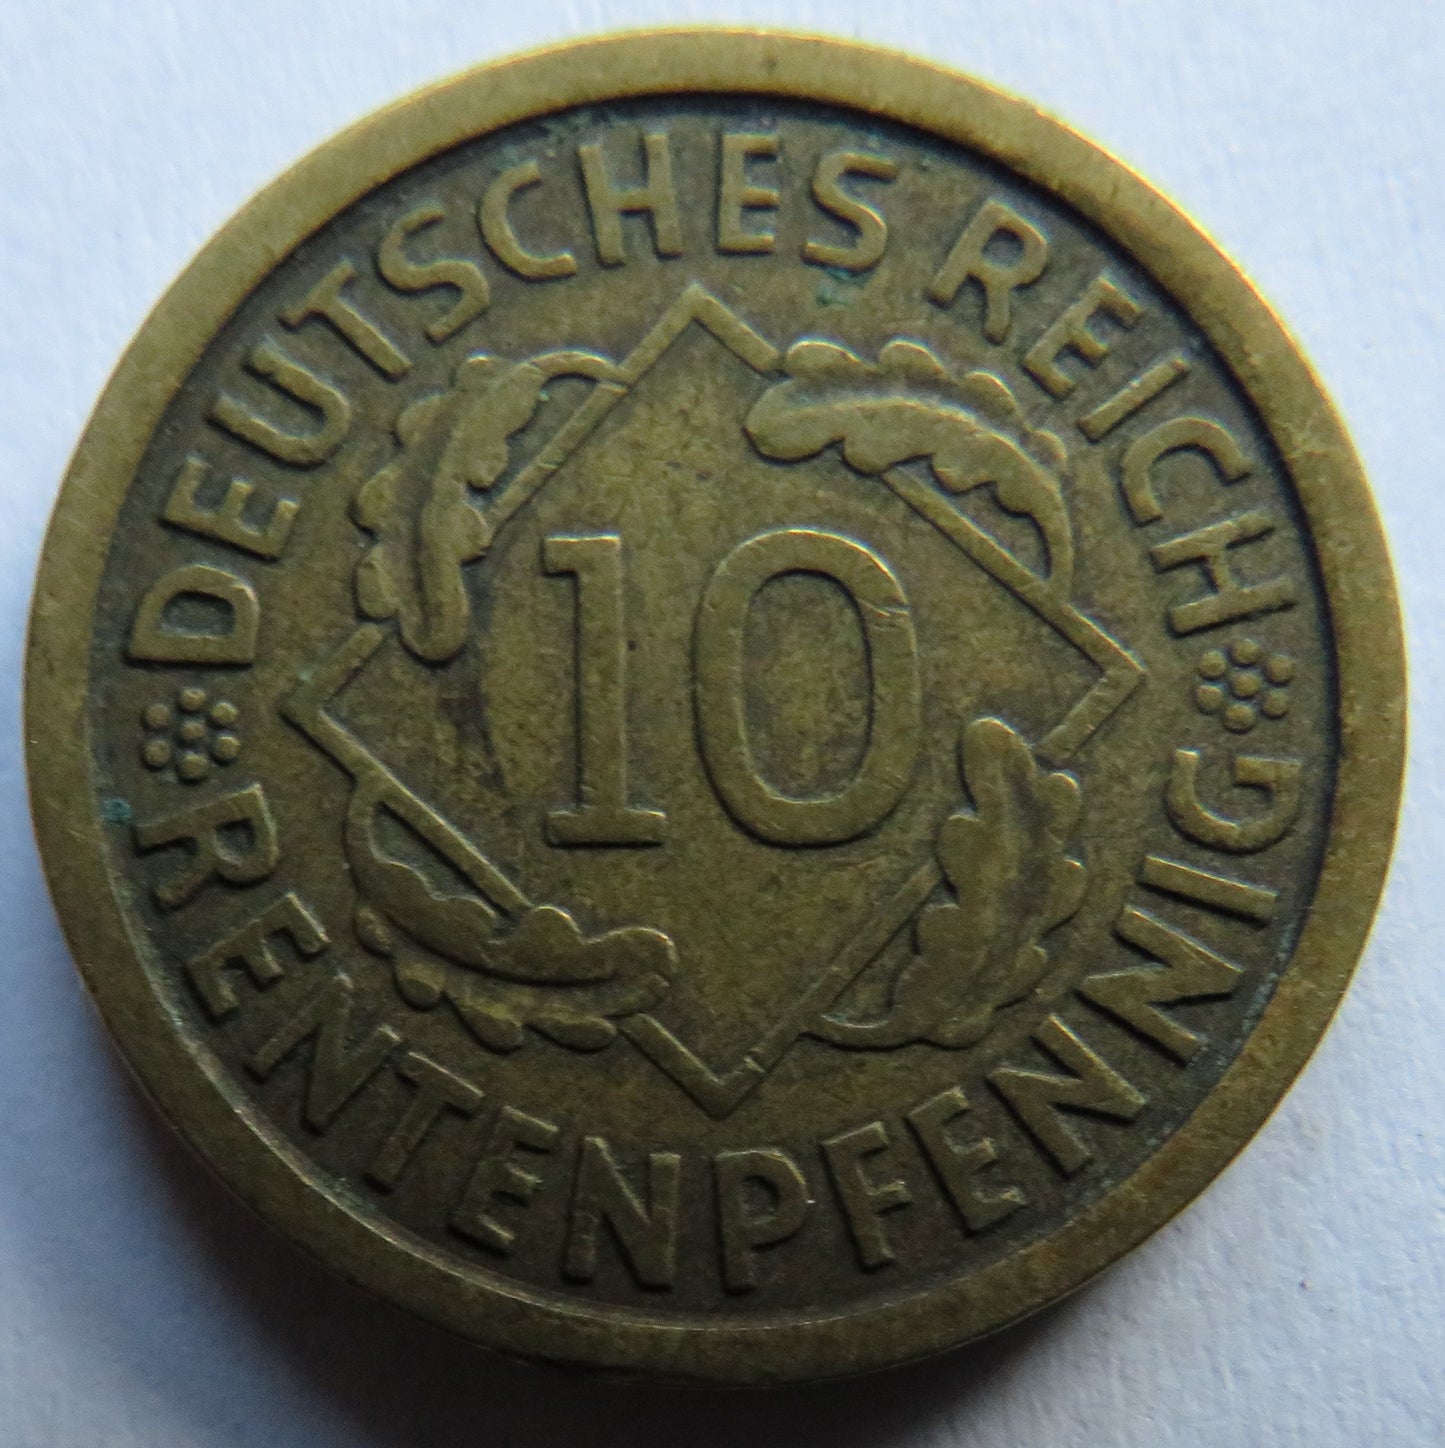 DEUTSCHES REICH
10
RENTENPFENNIG